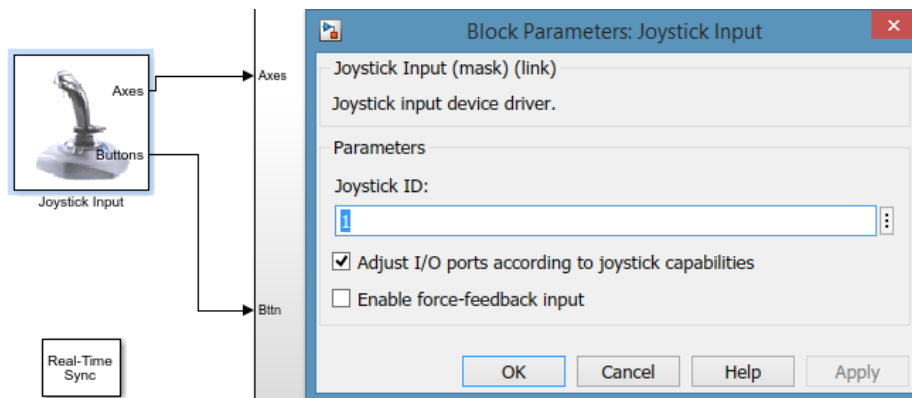 Axes
Buttons
Joystick Input
Real-Time
Sync
Axes
Bttn
Block Parameters: Joystick Input
Joystick Input (mask) (link)
Joystick input device driver.
Parameters
Joystick ID:
1
Adjust I/O ports according to joystick capabilities
Enable force-feedback input
OK
Cancel
Help
Apply